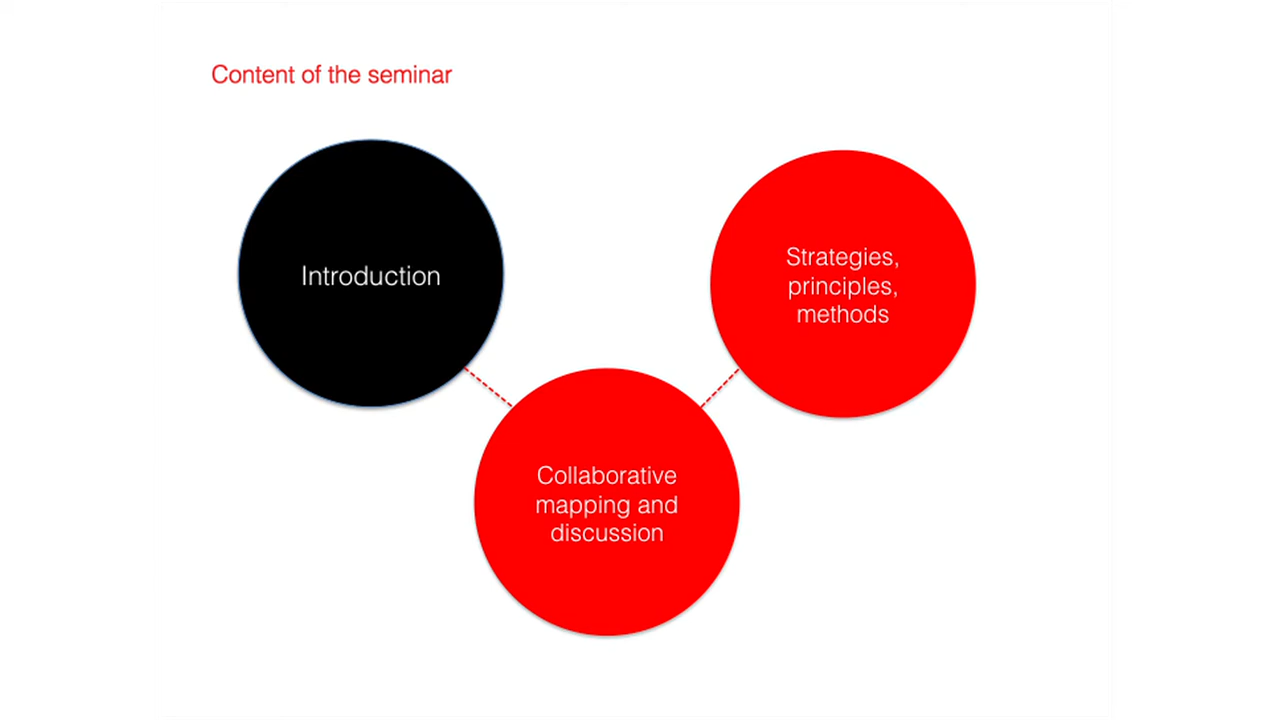 Content of the seminar
Introduction
Strategies,
principles,
methods
Collaborative
mapping and
discussion